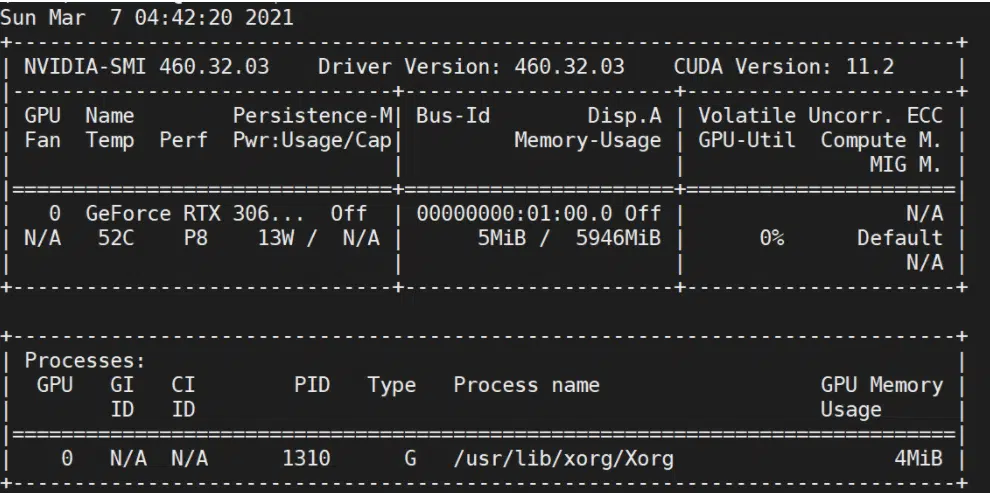 Sun Mar  7 04:42:20 2021
+-----------------------------------------------------------------------------+
| NVIDIA-SMI 460.32.03    Driver Version: 460.32.03    CUDA Version: 11.2     |
|-------------------------------+----------------------+----------------------+
| GPU  Name        Persistence-M| Bus-Id        Disp.A | Volatile Uncorr. ECC |
| Fan  Temp  Perf  Pwr:Usage/Cap|         Memory-Usage | GPU-Util  Compute M. |
|                               |                      |               MIG M. |
|===============================+======================+======================|
|   0  GeForce RTX 306...  Off  | 00000000:01:00.0 Off |                  N/A |
| N/A   52C    P8    13W /  N/A |      5MiB /  5946MiB |      0%      Default |
|                               |                      |                  N/A |
+-------------------------------+----------------------+----------------------+

+-----------------------------------------------------------------------------+
| Processes:                                                                  |
|  GPU   GI   CI        PID   Type   Process name                  GPU Memory |
|        ID   ID                                                   Usage      |
|=============================================================================|
|    0   N/A  N/A      1310      G   /usr/lib/xorg/Xorg                  4MiB |
+-----------------------------------------------------------------------------+